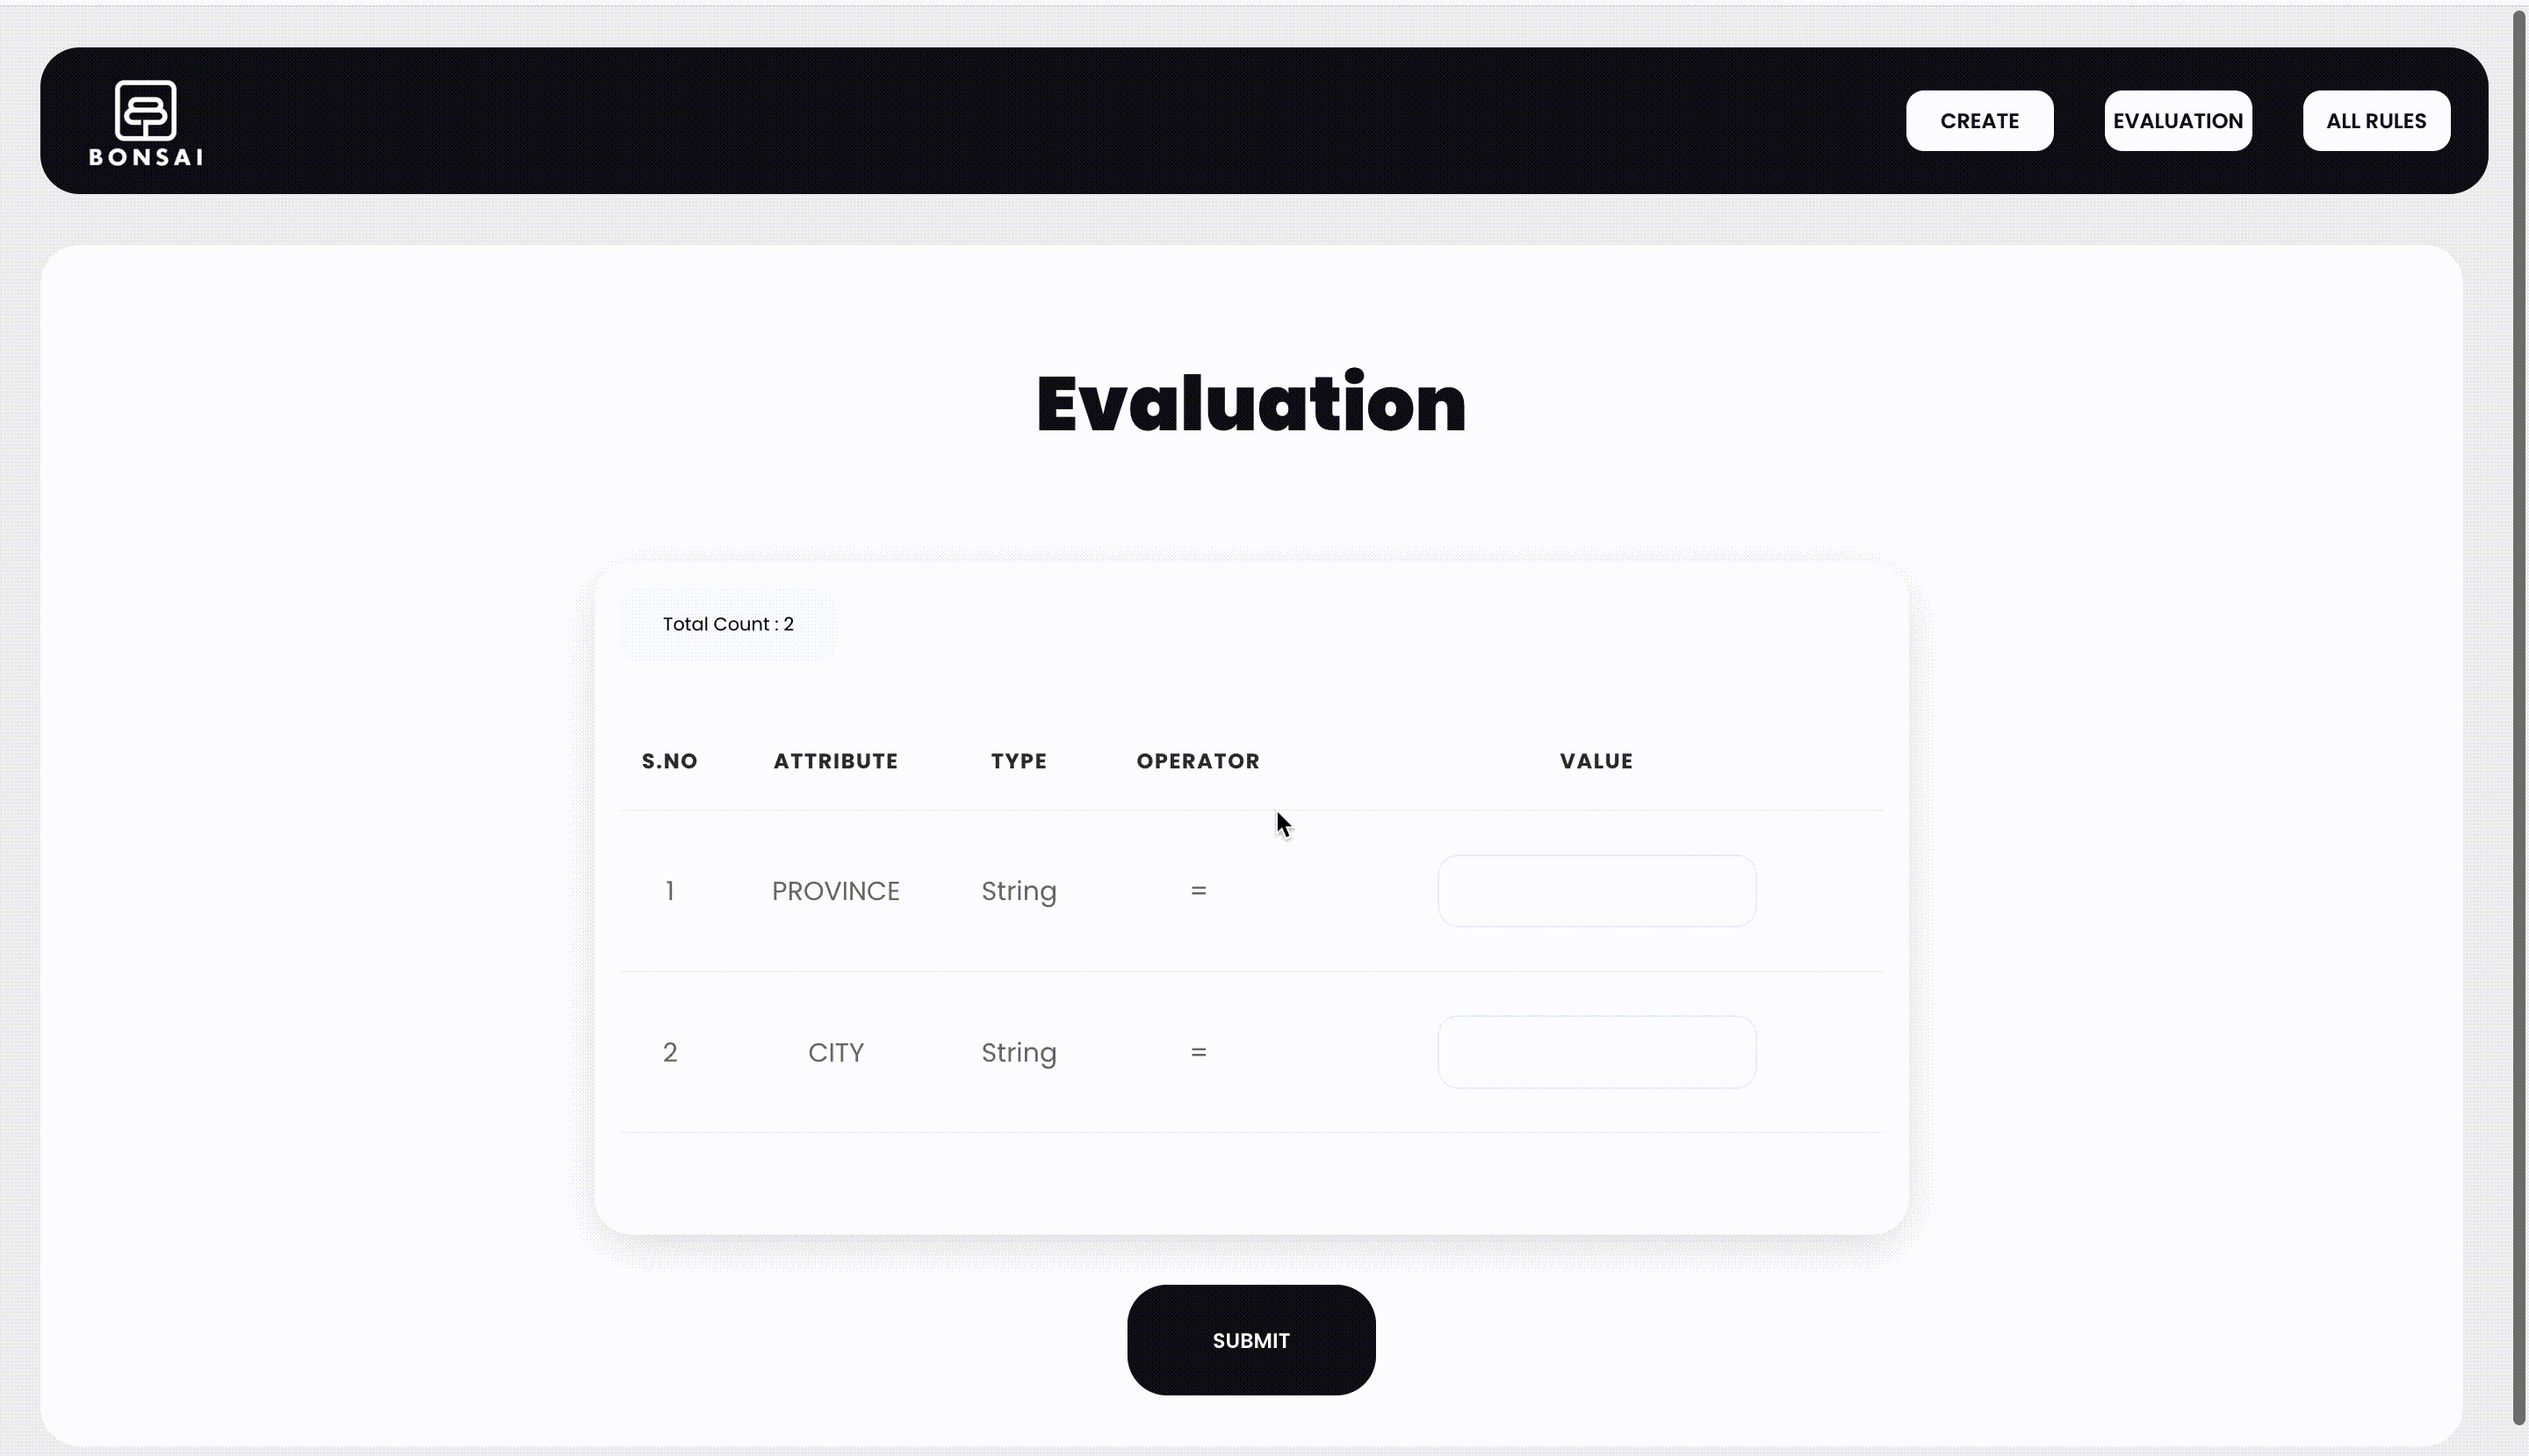 BONSAI
CREATE EVALUATION ALL RULES
Evaluation
Total Count : 2
S.NO ATTRIBUTE TYPE OPERATOR VALUE
1 PROVINCE String =
2 CITY String =
SUBMIT